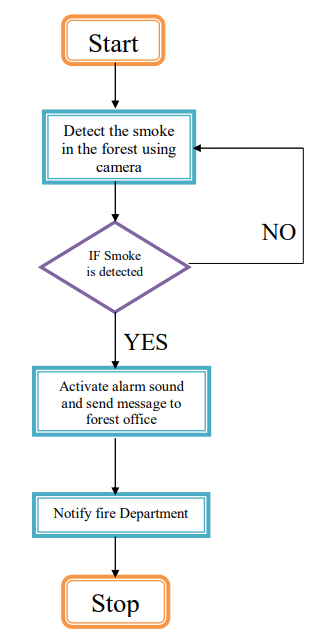 Start
Detect the smoke
in the forest using
camera
IF Smoke
is detected
NO
YES
Activate alarm sound
and send message to
forest office
Notify fire Department
Stop